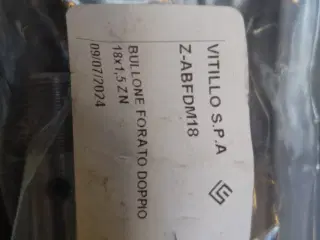 VITILLO S.P.A
Z-ABFDM18
BULLONE FORATO DOPPIO
18x1,5 ZN
09/07/2024